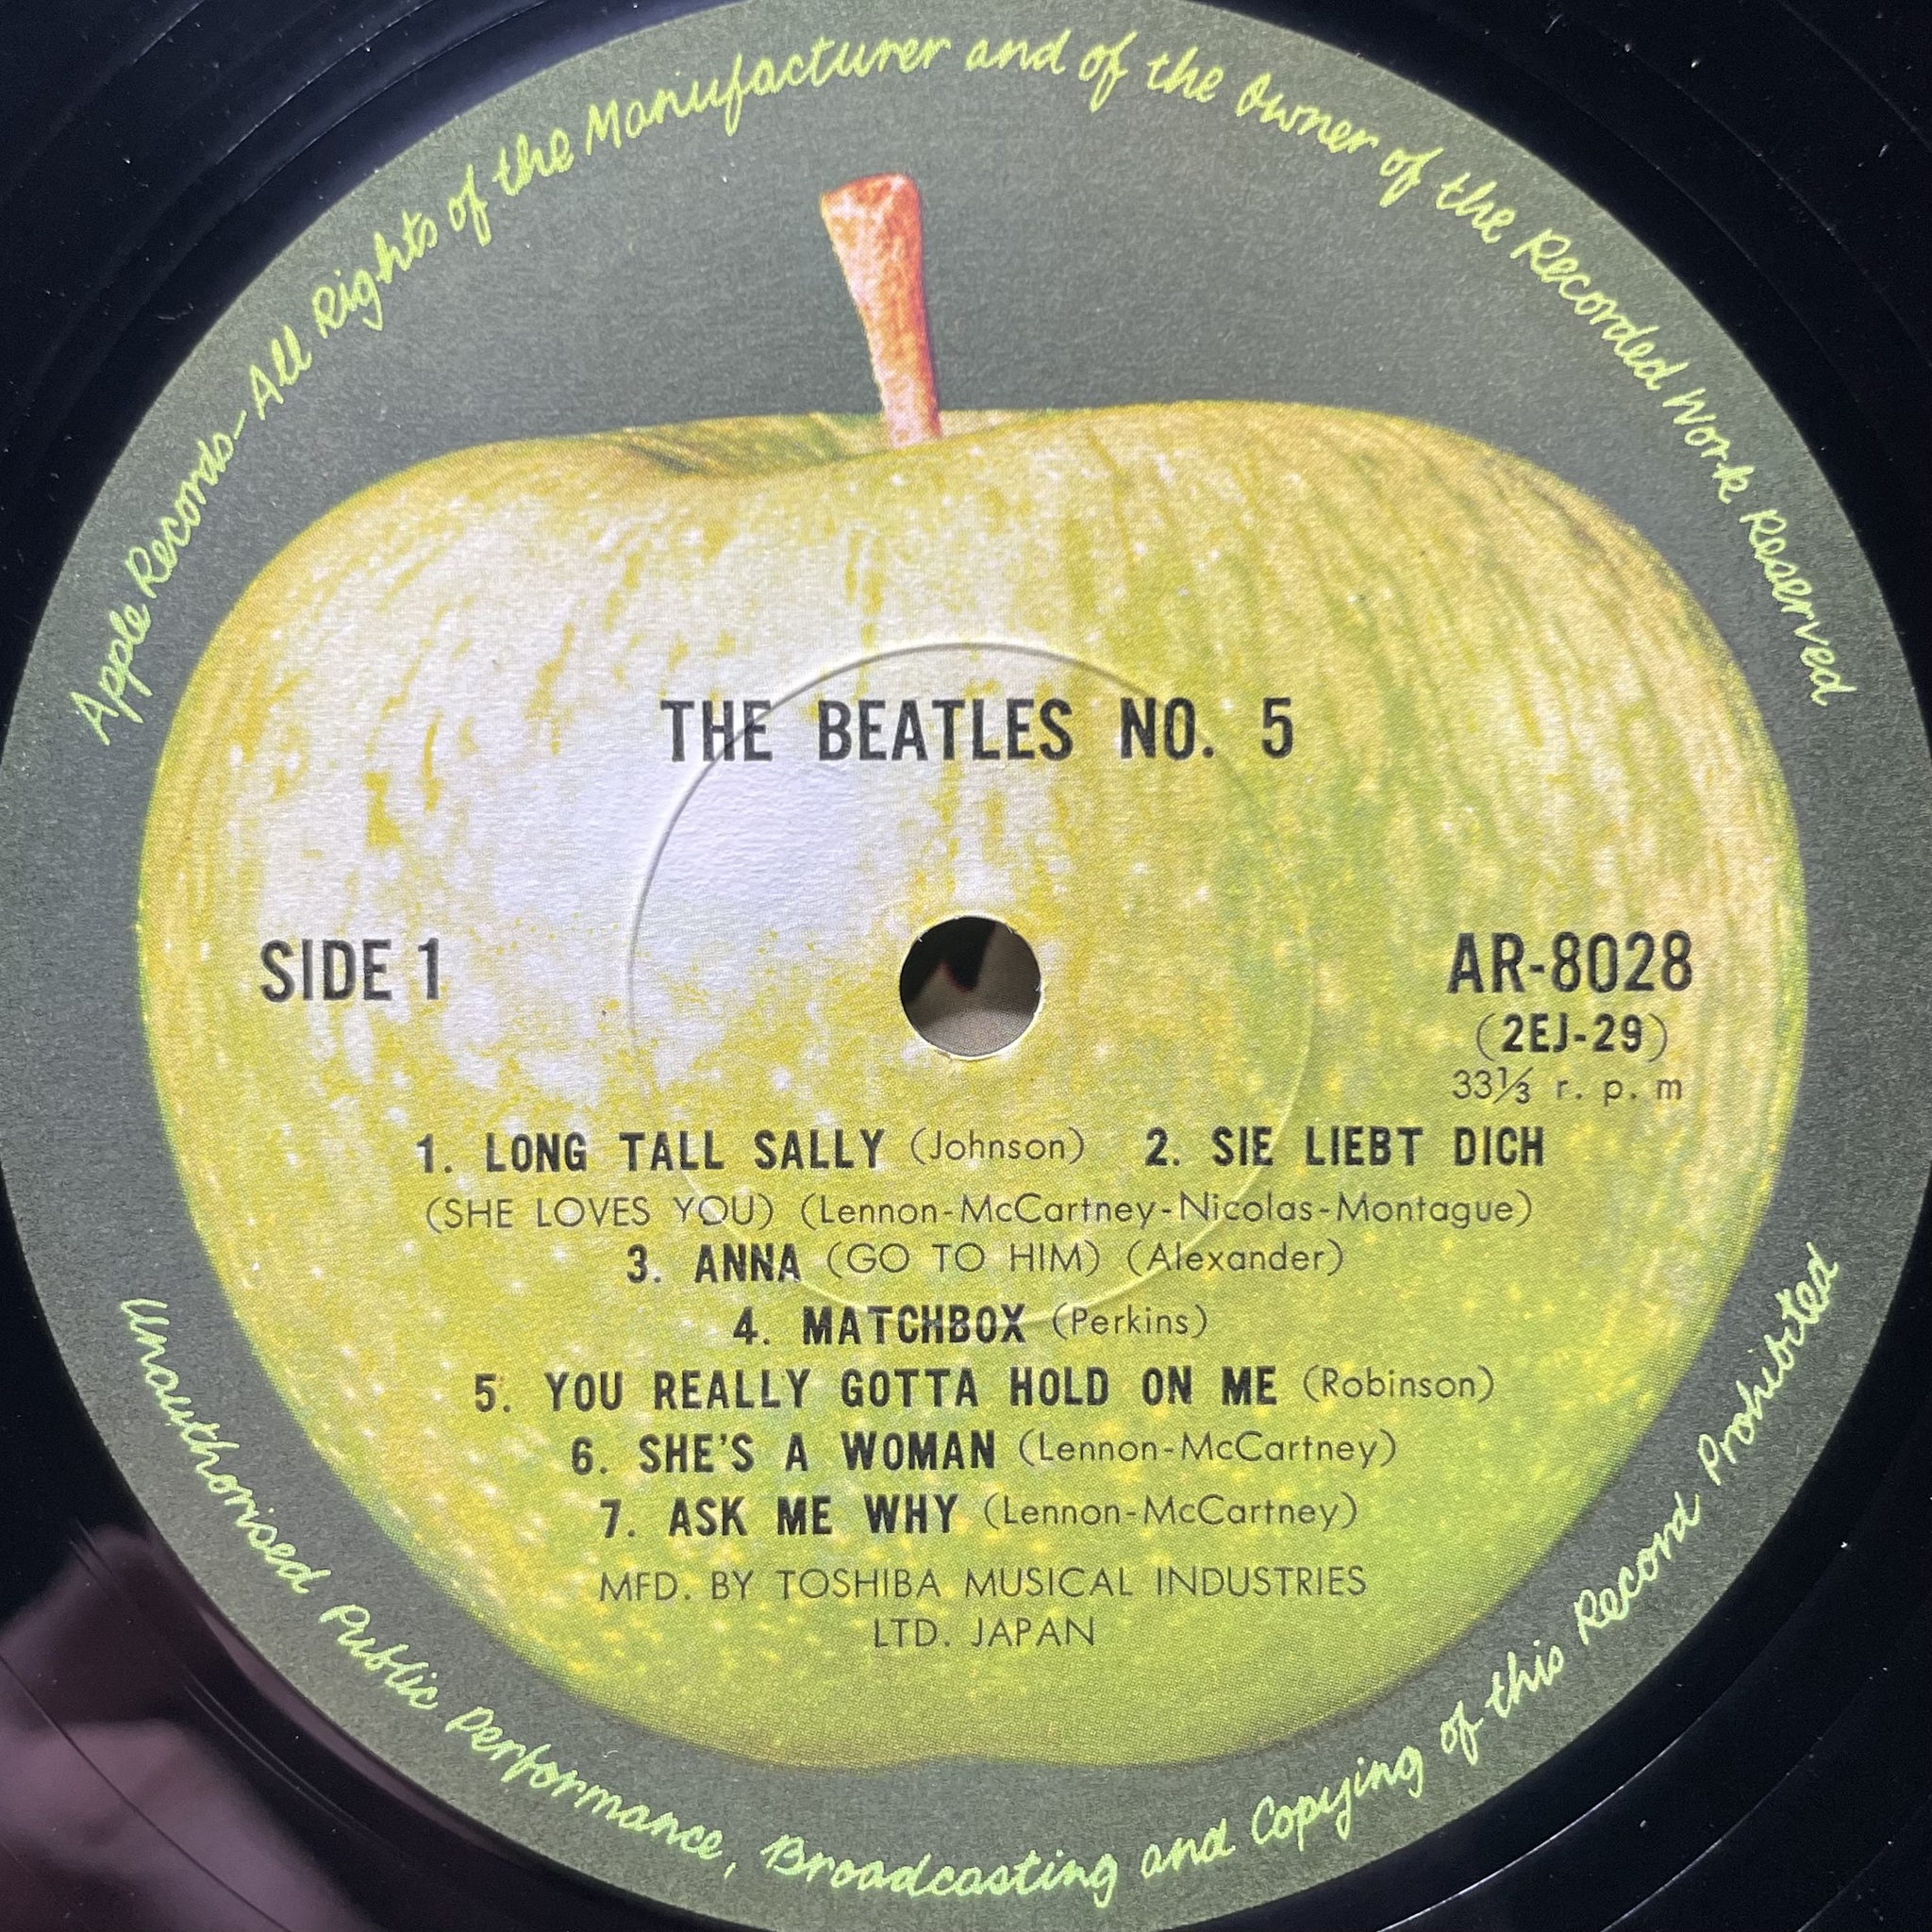 Apple Records-All Rights of the Manufacturer and of the Owner of the Recorded Work Reserved
THE BEATLES NO. 5
SIDE 1
AR-8028
(2EJ-29)
33⅓ r. p. m
1. LONG TALL SALLY (Johnson) 2. SIE LIEBT DICH
(SHE LOVES YOU) (Lennon-McCartney-Nicolas-Montague)
3. ANNA (GO TO HIM) (Alexander)
4. MATCHBOX (Perkins)
5. YOU REALLY GOTTA HOLD ON ME (Robinson)
6. SHE'S A WOMAN (Lennon-McCartney)
7. ASK ME WHY (Lennon-McCartney)
MFD. BY TOSHIBA MUSICAL INDUSTRIES
LTD. JAPAN
Unauthorised Public Performance, Broadcasting and Copying of this Record Prohibited